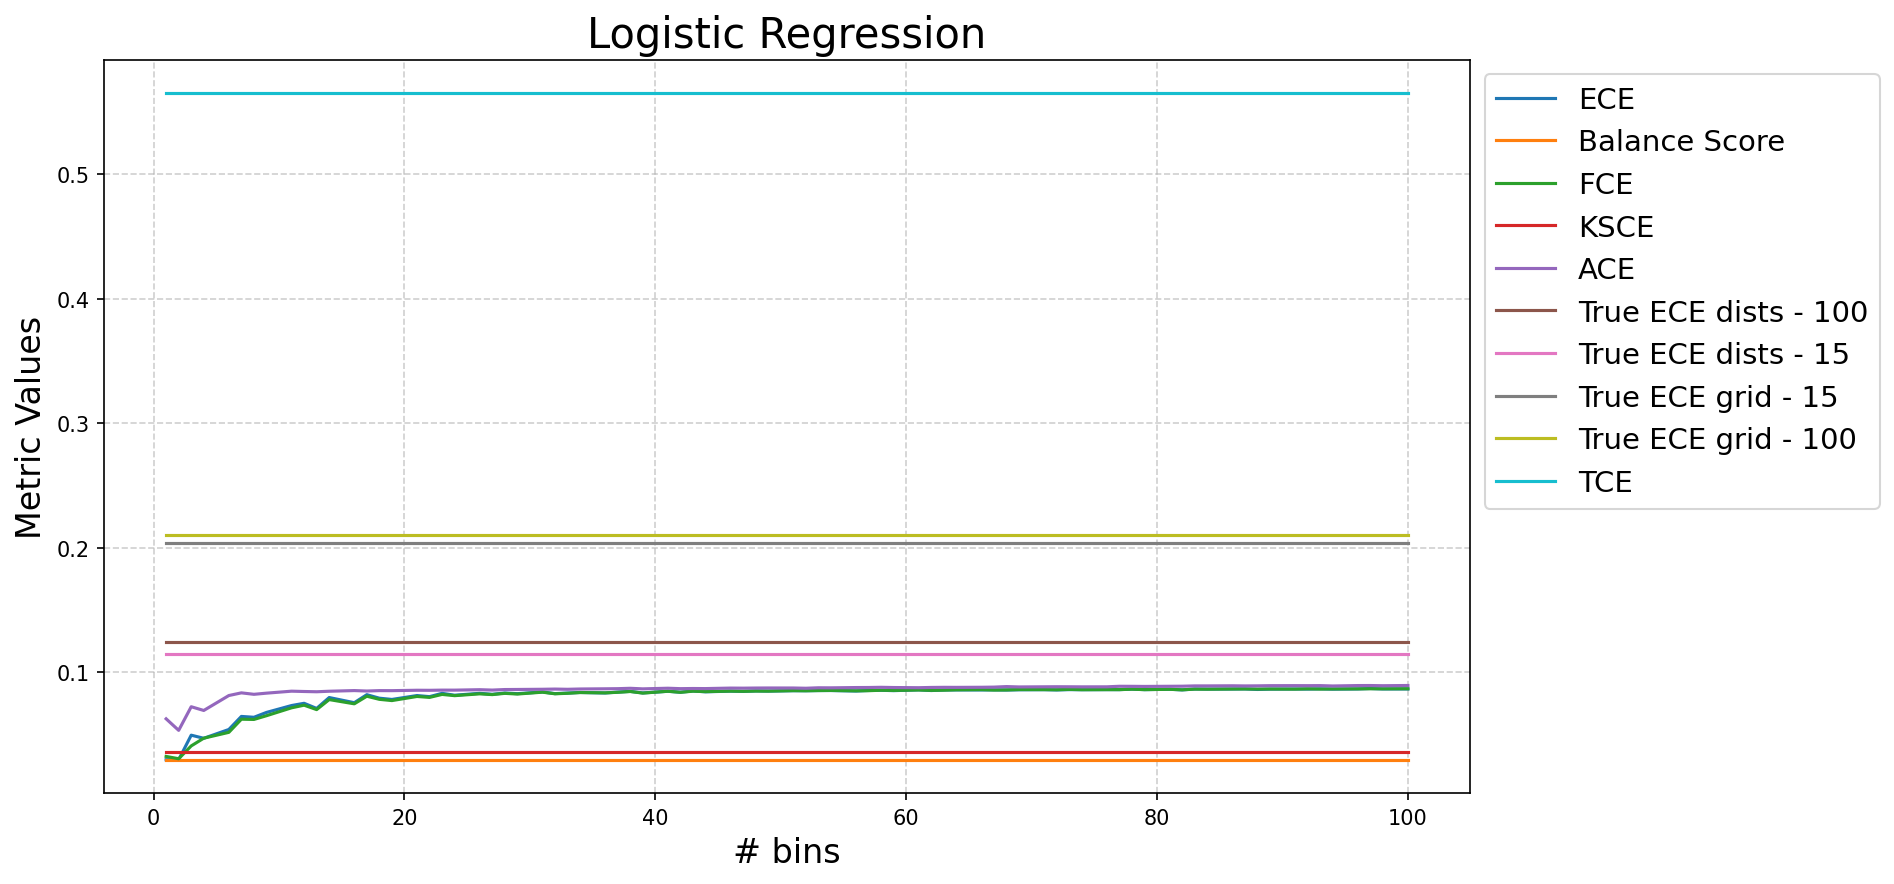 Logistic Regression
Metric Values
0.5
0.4
0.3
0.2
0.1
0
20
40
60
80
100
# bins
ECE
Balance Score
FCE
KSCE
ACE
True ECE dists - 100
True ECE dists - 15
True ECE grid - 15
True ECE grid - 100
TCE